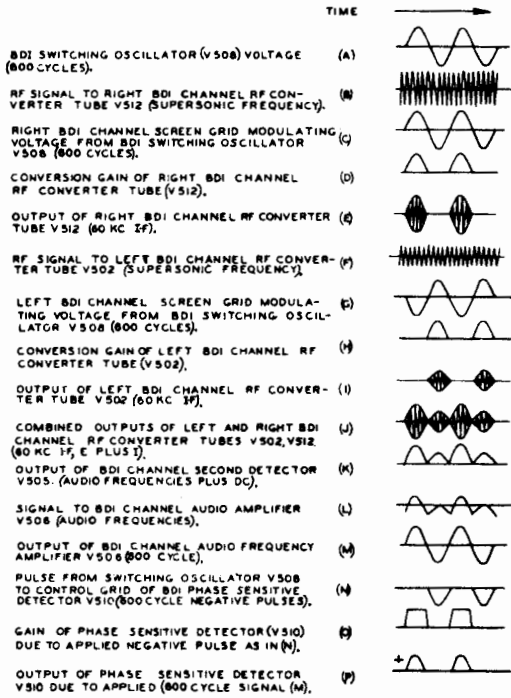 TIME
BDI SWITCHING OSCILLATOR (V508) VOLTAGE (A)
(800 CYCLES).
RF SIGNAL TO RIGHT BDI CHANNEL RF CON- (B)
VERTER TUBE V512 (SUPERSONIC FREQUENCY).
RIGHT BDI CHANNEL SCREEN GRID MODULATING
VOLTAGE FROM BDI SWITCHING OSCILLATOR (C)
V508 (800 CYCLES).
CONVERSION GAIN OF RIGHT BDI CHANNEL (D)
RF CONVERTER TUBE (V512).
OUTPUT OF RIGHT BDI CHANNEL RF CONVERTER (E)
TUBE V512 (60 KC I-F).
RF SIGNAL TO LEFT BDI CHANNEL RF CONVER- (F)
TER TUBE V502 (SUPERSONIC FREQUENCY).
LEFT BDI CHANNEL SCREEN GRID MODULA- (G)
TING VOLTAGE FROM BDI SWITCHING OSCIL-
LATOR V508 (800 CYCLES).
CONVERSION GAIN OF LEFT BDI CHANNEL RF (H)
CONVERTER TUBE (V502).
OUTPUT OF LEFT BDI CHANNEL RF CONVER- (I)
TER TUBE V502 (60 KC I-F).
COMBINED OUTPUTS OF LEFT AND RIGHT BDI (J)
CHANNEL RF CONVERTER TUBES V502, V512
(60 KC I-F, E PLUS I).
OUTPUT OF BDI CHANNEL SECOND DETECTOR (K)
V505. (AUDIO FREQUENCIES PLUS DC).
SIGNAL TO BDI CHANNEL AUDIO AMPLIFIER (L)
V506 (AUDIO FREQUENCIES).
OUTPUT OF BDI CHANNEL AUDIO FREQUENCY (M)
AMPLIFIER V506 (800 CYCLE).
PULSE FROM SWITCHING OSCILLATOR V508
TO CONTROL GRID OF BDI PHASE SENSITIVE (N)
DETECTOR V510 (800 CYCLE NEGATIVE PULSES).
GAIN OF PHASE SENSITIVE DETECTOR (V510) (O)
DUE TO APPLIED NEGATIVE PULSE AS IN (N).
OUTPUT OF PHASE SENSITIVE DETECTOR (P) +
V510 DUE TO APPLIED (800 CYCLE SIGNAL (M).